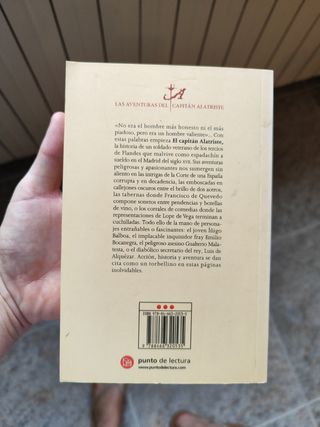 LAS AVENTURAS DEL CAPITÁN ALATRISTE
«No era el hombre más honesto ni el más
piadoso, pero era un hombre valiente»... Con
estas palabras empieza El capitán Alatriste,
la historia de un soldado veterano de los tercios
de Flandes que malvive como espadachín a
sueldo en el Madrid del siglo XVII. Sus aventuras
peligrosas y apasionantes nos sumergen sin
aliento en las intrigas de la Corte de una España
corrupta y en decadencia, las emboscadas en
callejones oscuros entre el brillo de dos aceros,
las tabernas donde Francisco de Quevedo
compone sonetos entre pendencias y botellas
de vino, o los corrales de comedias donde las
representaciones de Lope de Vega terminan a
cuchilladas. Todo ello de la mano de persona-
jes entrañables o fascinantes: el joven Íñigo
Balboa, el implacable inquisidor fray Emilio
Bocanegra, el peligroso asesino Gualterio Mala-
testa, o el diabólico secretario del rey, Luis de
Alquézar. Acción, historia y aventura se dan
cita como un torbellino en estas páginas
inolvidables.
punto de lectura
www.puntodelectura.com